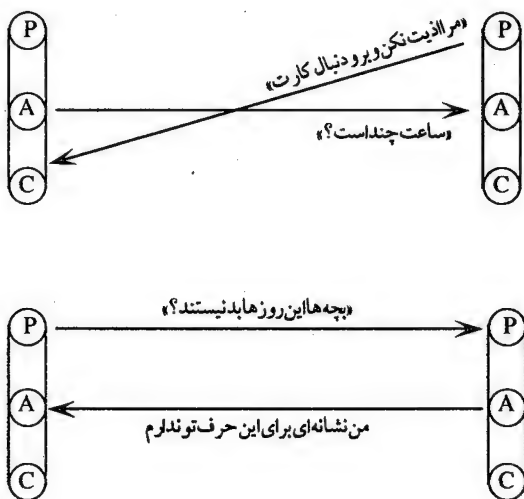 P
P
«مرا اذیت نکن و برو دنبال کارت»
A
A
«ساعت چند است؟»
C
C
«بچه‌ها این روزها بد نیستند؟»
P
P
A
A
من نشانه‌ای برای این حرف تو ندارم
C
C